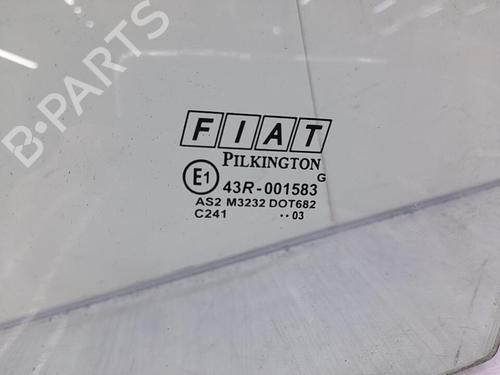 B-PARTS
FIAT
PILKINGTON
G
E1 43R-001583
AS2 M3232 DOT682
C241 ··03